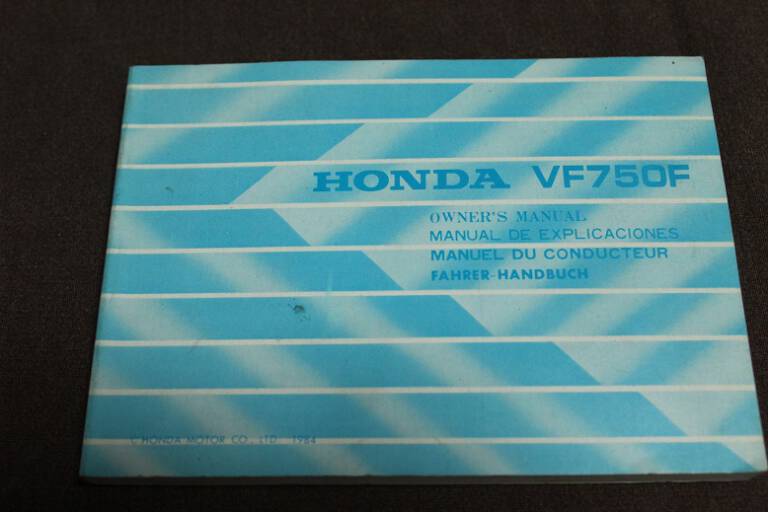 HONDA VF750F
OWNER'S MANUAL
MANUAL DE EXPLICACIONES
MANUEL DU CONDUCTEUR
FAHRER-HANDBUCH
HONDA MOTOR CO., LTD. 1984